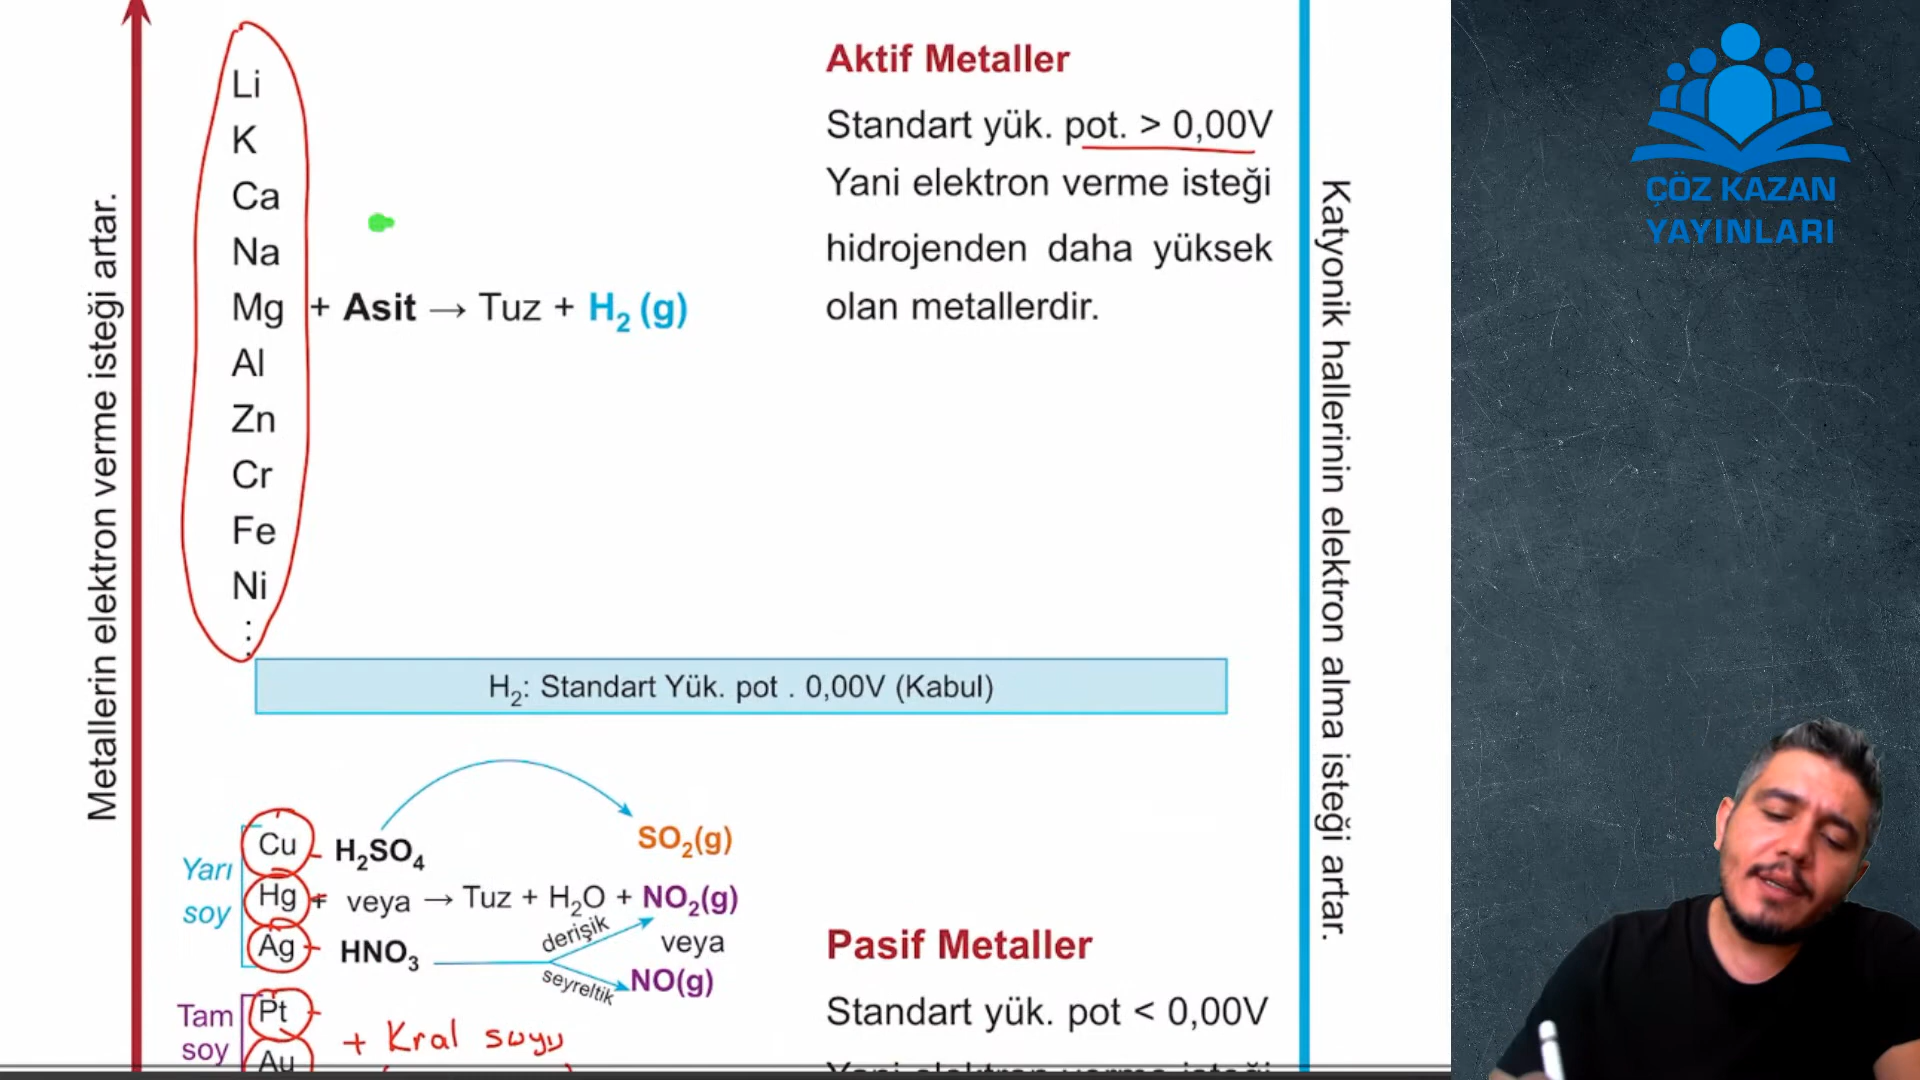 Metallerin elektron verme isteği artar.
Li
K
Ca
Na
Mg + Asit → Tuz + H₂ (g)
Al
Zn
Cr
Fe
Ni
⋮
Aktif Metaller
Standart yük. pot. > 0,00V
Yani elektron verme isteği
hidrojenden daha yüksek
olan metallerdir.
Katyonik hallerinin elektron alma isteği artar.
H₂: Standart Yük. pot . 0,00V (Kabul)
Yarı
soy
Cu H₂SO₄ SO₂(g)
Hg + veya → Tuz + H₂O + NO₂(g)
derişik veya
Ag HNO₃
seyreltik NO(g)
Tam
soy
Pt
Au
+ Kral suyu
Pasif Metaller
Standart yük. pot < 0,00V
Yani elektron verme isteği
ÇÖZ KAZAN
YAYINLARI